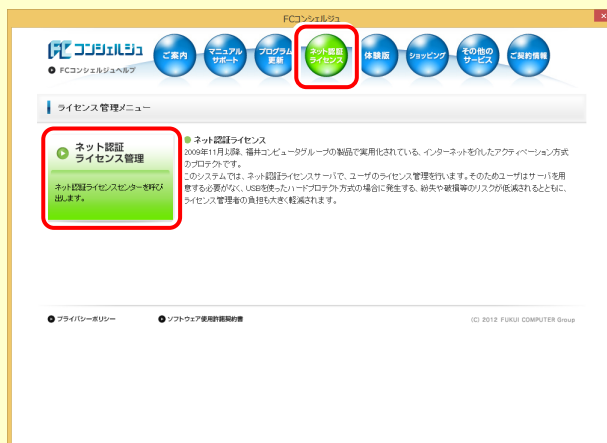 FCコンシェルジュ
×
FC コンシェルジュ
FCコンシェルジュヘルプ
ご案内
マニュアル
サポート
プログラム
更新
ネット認証
ライセンス
体験版
ショッピング
その他の
サービス
ご契約情報
ライセンス管理メニュー
ネット認証
ライセンス管理
ネット認証ライセンスセンターを呼び
出します。
ネット認証ライセンス
2009年11月以降、福井コンピュータグループの製品で実用化されている、インターネットを介したアクティベーション方式
のプロテクトです。
このシステムでは、ネット認証ライセンスサーバで、ユーザのライセンス管理を行います。そのためユーザはサーバを用
意する必要がなく、USBを使ったハードプロテクト方式の場合に発生する、紛失や破損等のリスクが低減されるとともに、
ライセンス管理者の負担も大きく軽減されます。
プライバシーポリシー
ソフトウェア使用許諾契約書
(C) 2012 FUKUI COMPUTER Group